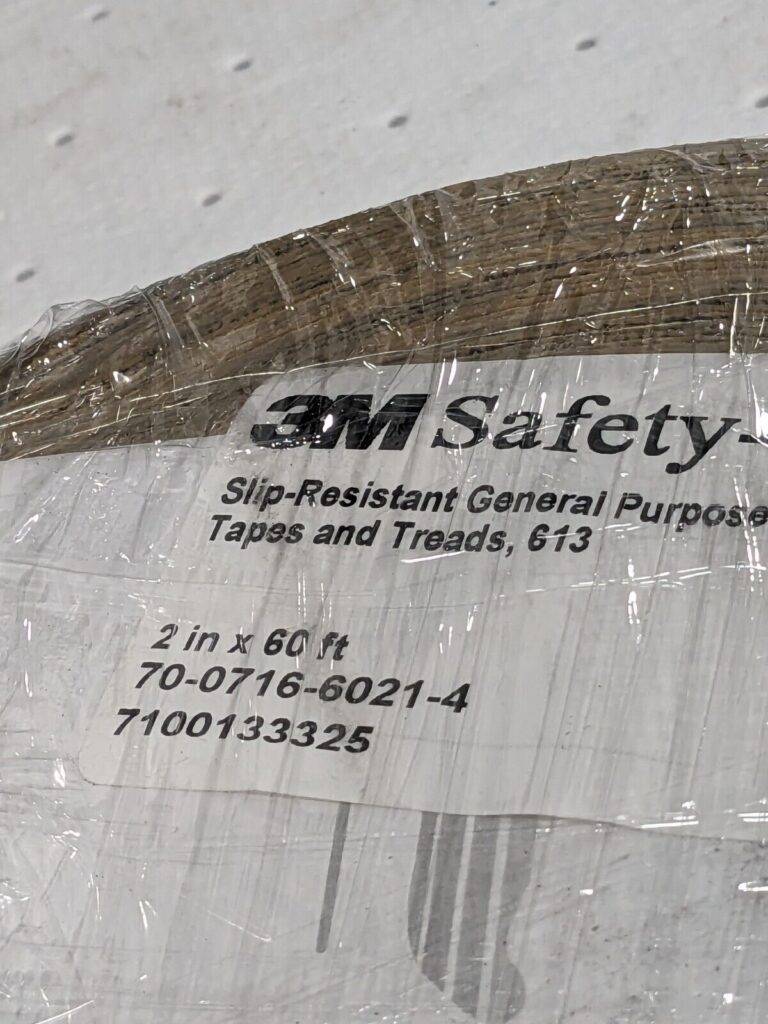 3M Safety-
Slip-Resistant General Purpose
Tapes and Treads, 613
2 in x 60 ft
70-0716-6021-4
7100133325